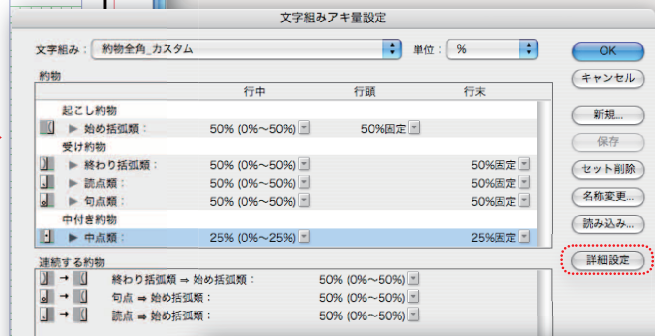 文字組みアキ量設定
文字組み： 約物全角_カスタム 単位： %
OK
キャンセル
新規...
保存
セット削除
名称変更...
読み込み...
詳細設定
約物
行中 行頭 行末
起こし約物
始め括弧類： 50% (0%～50%) 50%固定
受け約物
終わり括弧類： 50% (0%～50%) 50%固定
読点類： 50% (0%～50%) 50%固定
句点類： 50% (0%～50%) 50%固定
中付き約物
中点類： 25% (0%～25%) 25%固定
連続する約物
終わり括弧類 ⇒ 始め括弧類： 50% (0%～50%)
句点 ⇒ 始め括弧類： 50% (0%～50%)
読点 ⇒ 始め括弧類： 50% (0%～50%)